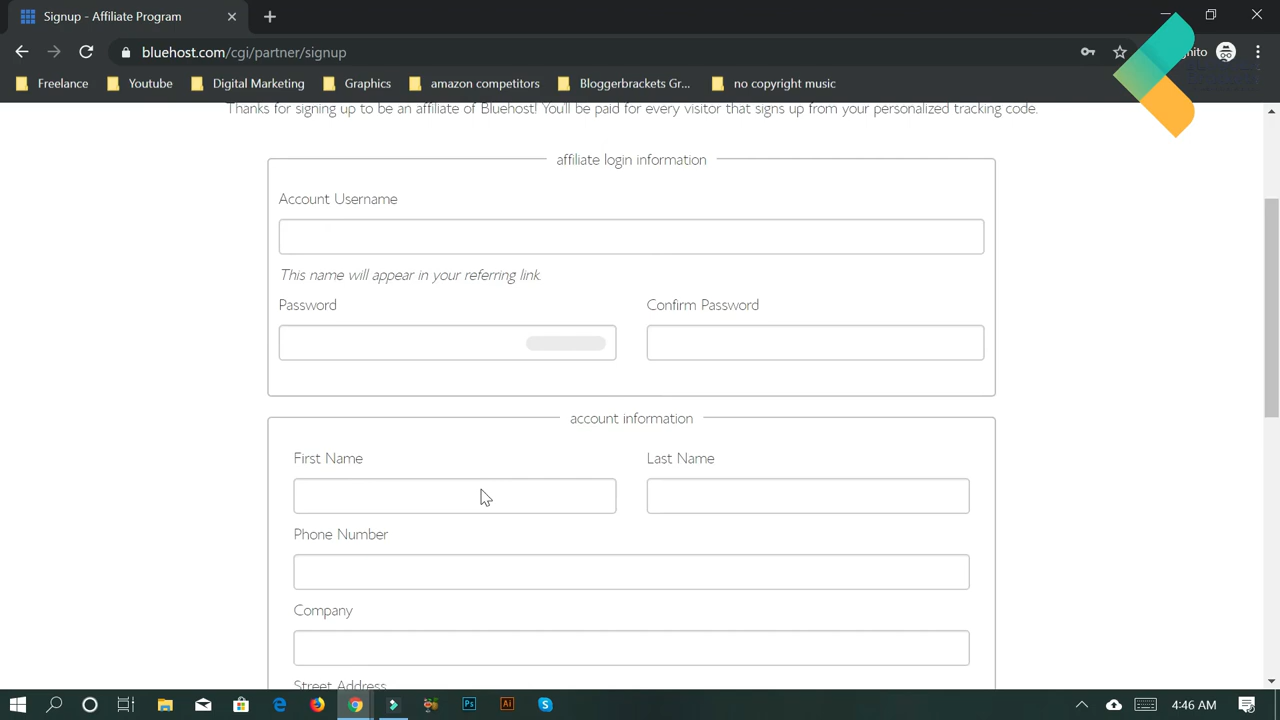 Signup - Affiliate Program
bluehost.com/cgi/partner/signup
Freelance
Youtube
Digital Marketing
Graphics
amazon competitors
Bloggerbrackets Gr...
no copyright music
Thanks for signing up to be an affiliate of Bluehost! You'll be paid for every visitor that signs up from your personalized tracking code.
affiliate login information
Account Username
This name will appear in your referring link.
Password Confirm Password
account information
First Name Last Name
Phone Number
Company
Street Address
Ps
Ai
4:46 AM